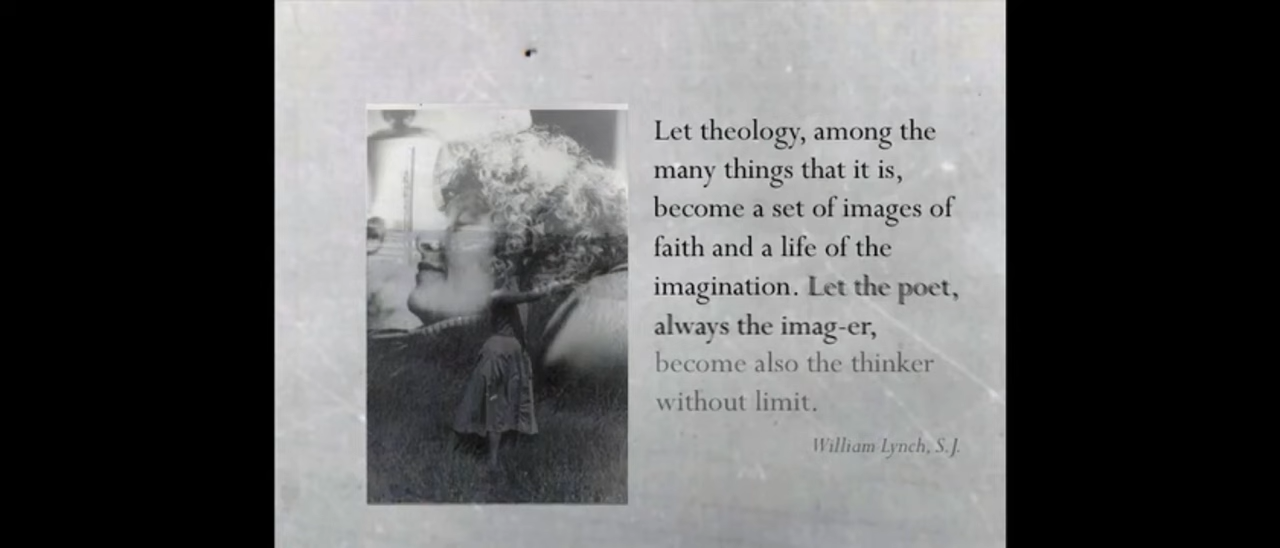 Let theology, among the
many things that it is,
become a set of images of
faith and a life of the
imagination. Let the poet,
always the imag-er,
become also the thinker
without limit.
William Lynch, S.J.